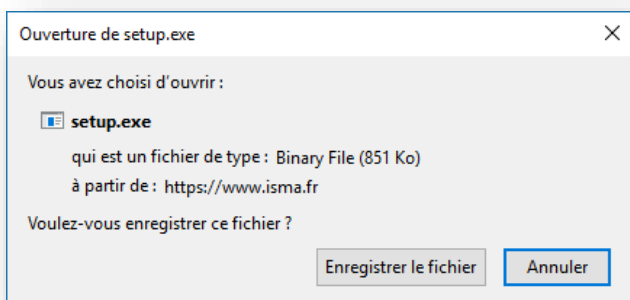 Ouverture de setup.exe
Vous avez choisi d'ouvrir :
setup.exe
qui est un fichier de type : Binary File (851 Ko)
à partir de : https://www.isma.fr
Voulez-vous enregistrer ce fichier ?
Enregistrer le fichier Annuler